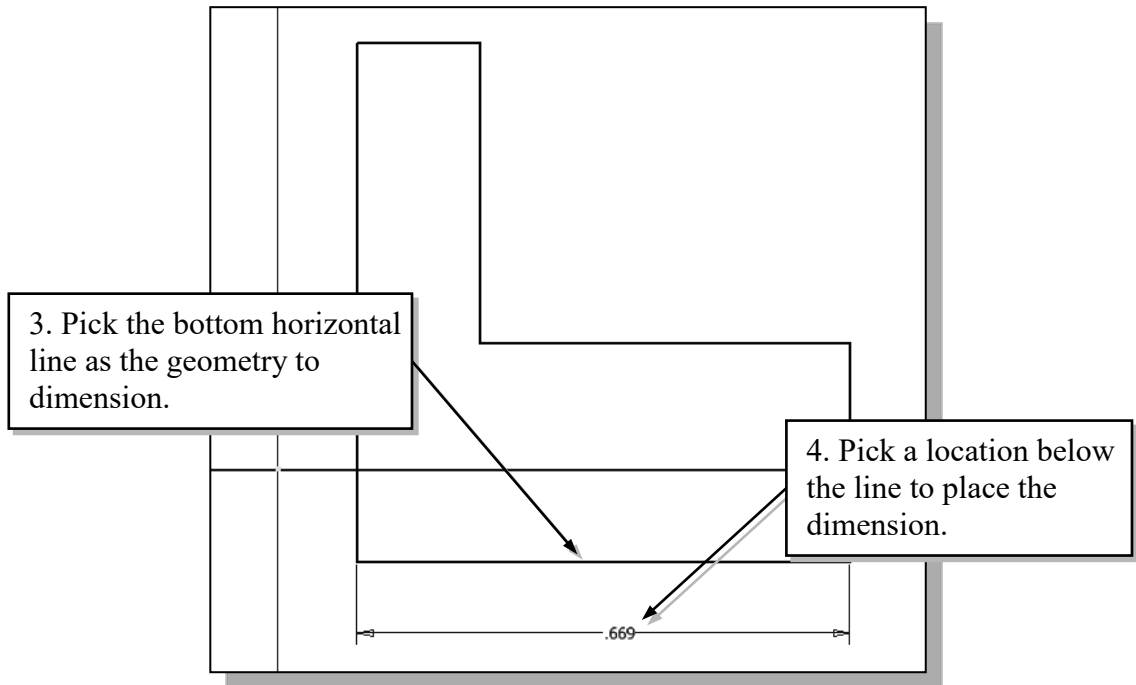 3. Pick the bottom horizontal
line as the geometry to
dimension.
4. Pick a location below
the line to place the
dimension.
.669